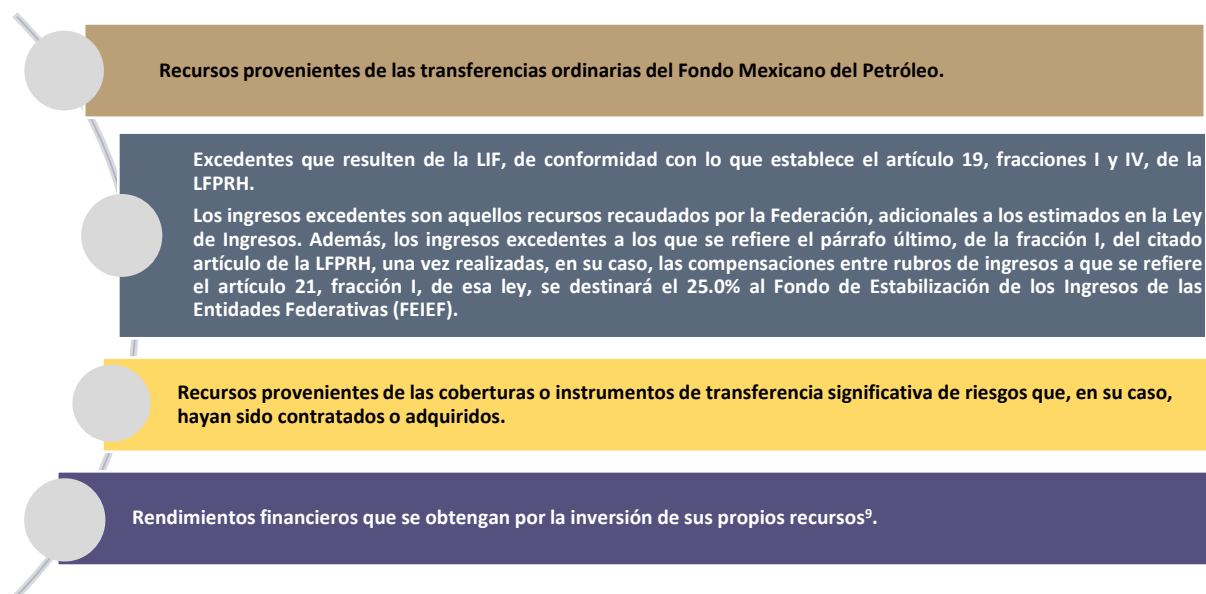 Recursos provenientes de las transferencias ordinarias del Fondo Mexicano del Petróleo.
Excedentes que resulten de la LIF, de conformidad con lo que establece el artículo 19, fracciones I y IV, de la
LFPRH.
Los ingresos excedentes son aquellos recursos recaudados por la Federación, adicionales a los estimados en la Ley
de Ingresos. Además, los ingresos excedentes a los que se refiere el párrafo último, de la fracción I, del citado
artículo de la LFPRH, una vez realizadas, en su caso, las compensaciones entre rubros de ingresos a que se refiere
el artículo 21, fracción I, de esa ley, se destinará el 25.0% al Fondo de Estabilización de los Ingresos de las
Entidades Federativas (FEIEF).
Recursos provenientes de las coberturas o instrumentos de transferencia significativa de riesgos que, en su caso,
hayan sido contratados o adquiridos.
Rendimientos financieros que se obtengan por la inversión de sus propios recursos⁹.